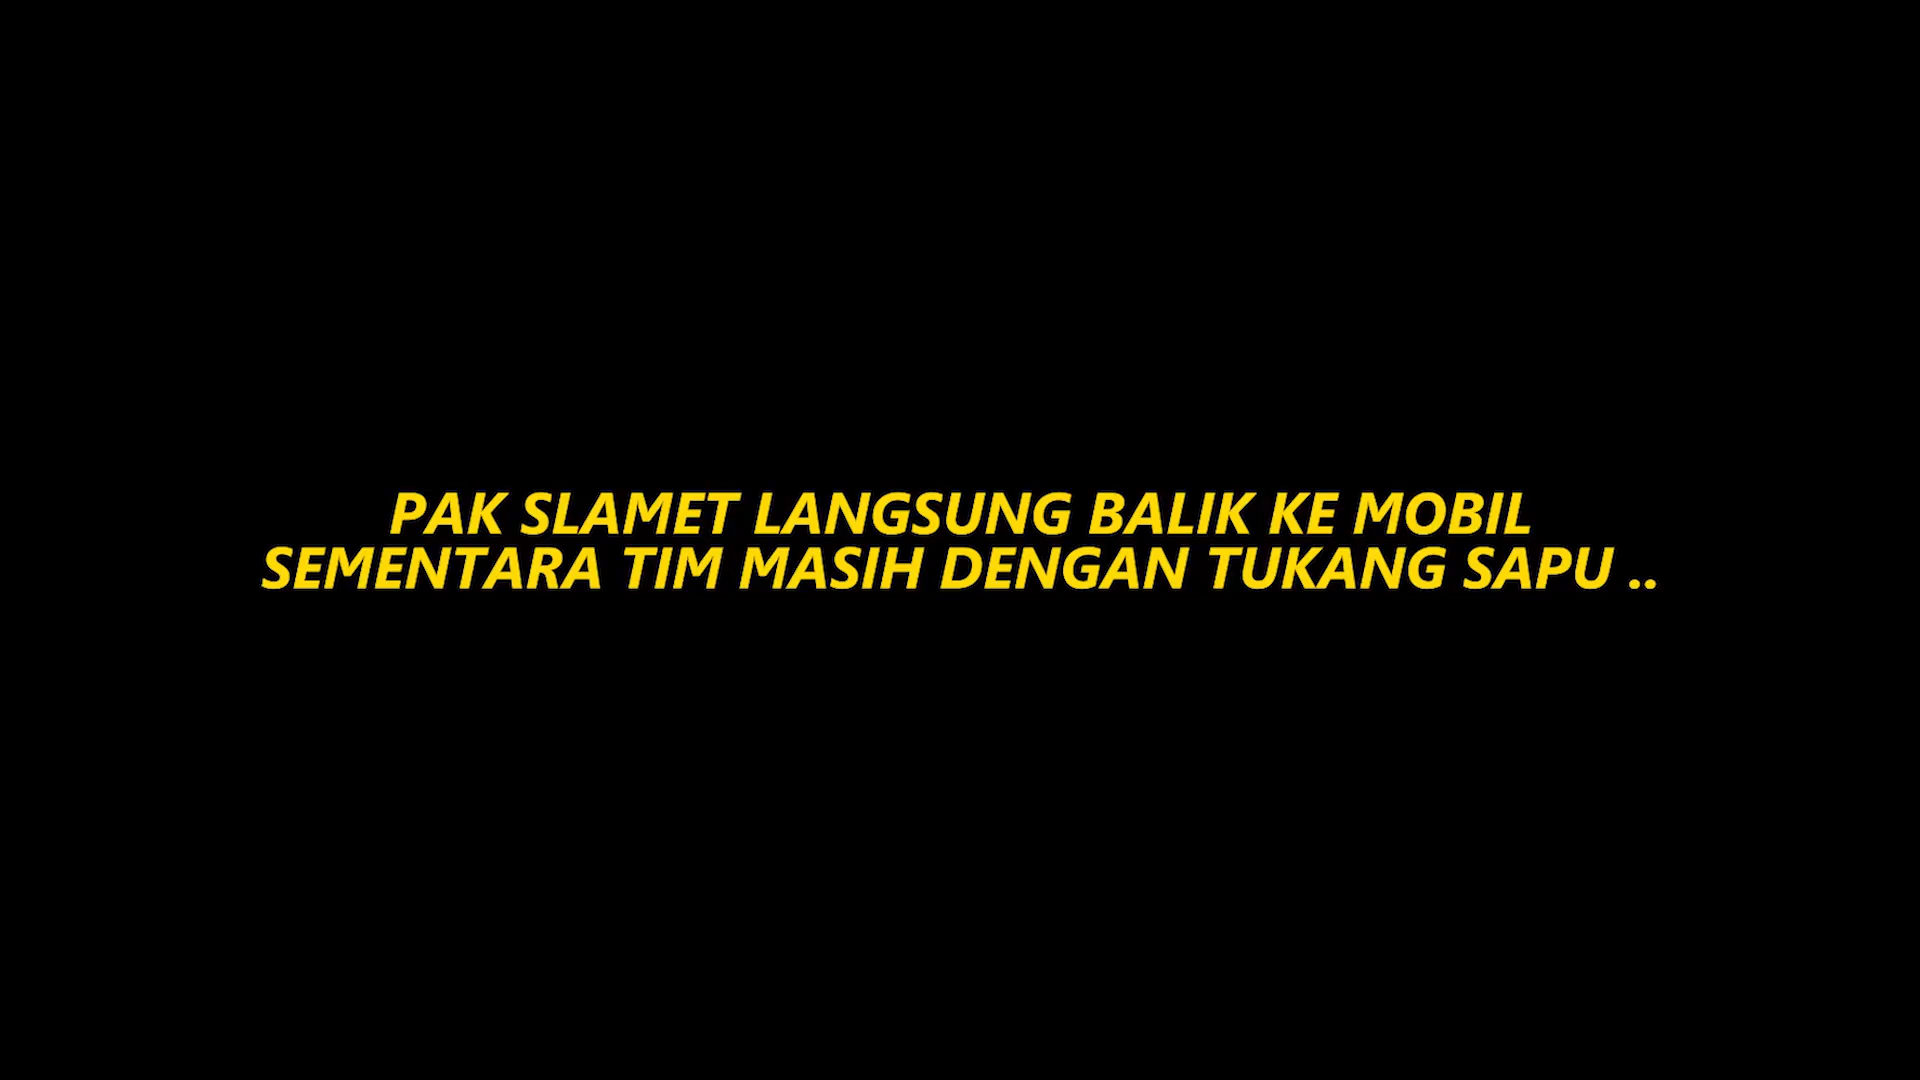 PAK SLAMET LANGSUNG BALIK KE MOBIL
SEMENTARA TIM MASIH DENGAN TUKANG SAPU ..